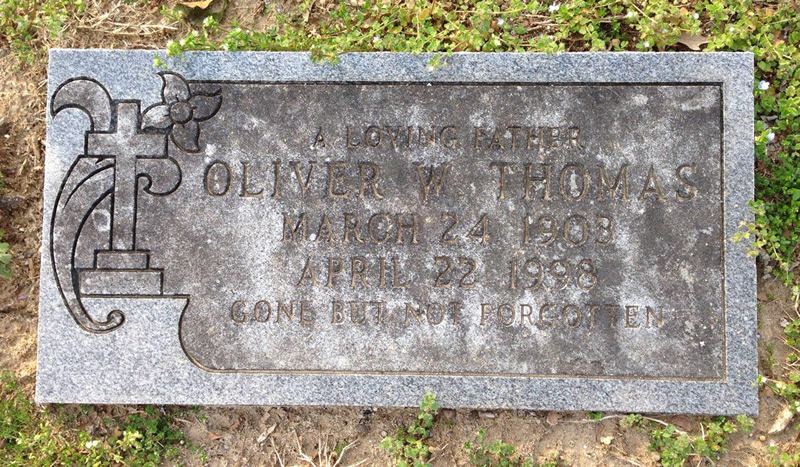 A LOVING FATHER
OLIVER W. THOMAS
MARCH 24 1903
APRIL 22 1998
GONE BUT NOT FORGOTTEN